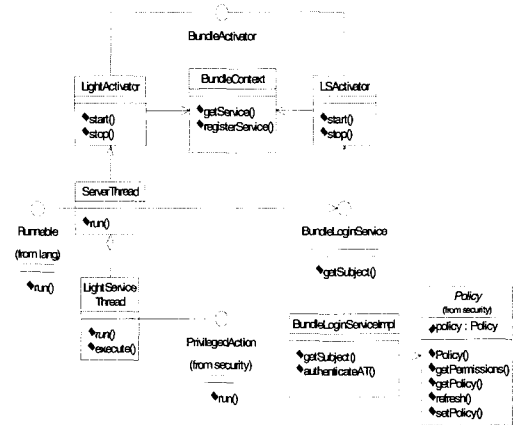 BundleActivator
LightActivator
start()
stop()
BundleContext
getService()
registerService()
LSActivator
start()
stop()
ServerThread
run()
Runnable
(from lang)
run()
BundleLoginService
getSubject()
LightService
Thread
run()
execute()
PrivilegedAction
(from security)
run()
BundleLoginServiceImpl
getSubject()
authenticateAT()
Policy
(from security)
policy : Policy
Policy()
getPermissions()
getPolicy()
refresh()
setPolicy()